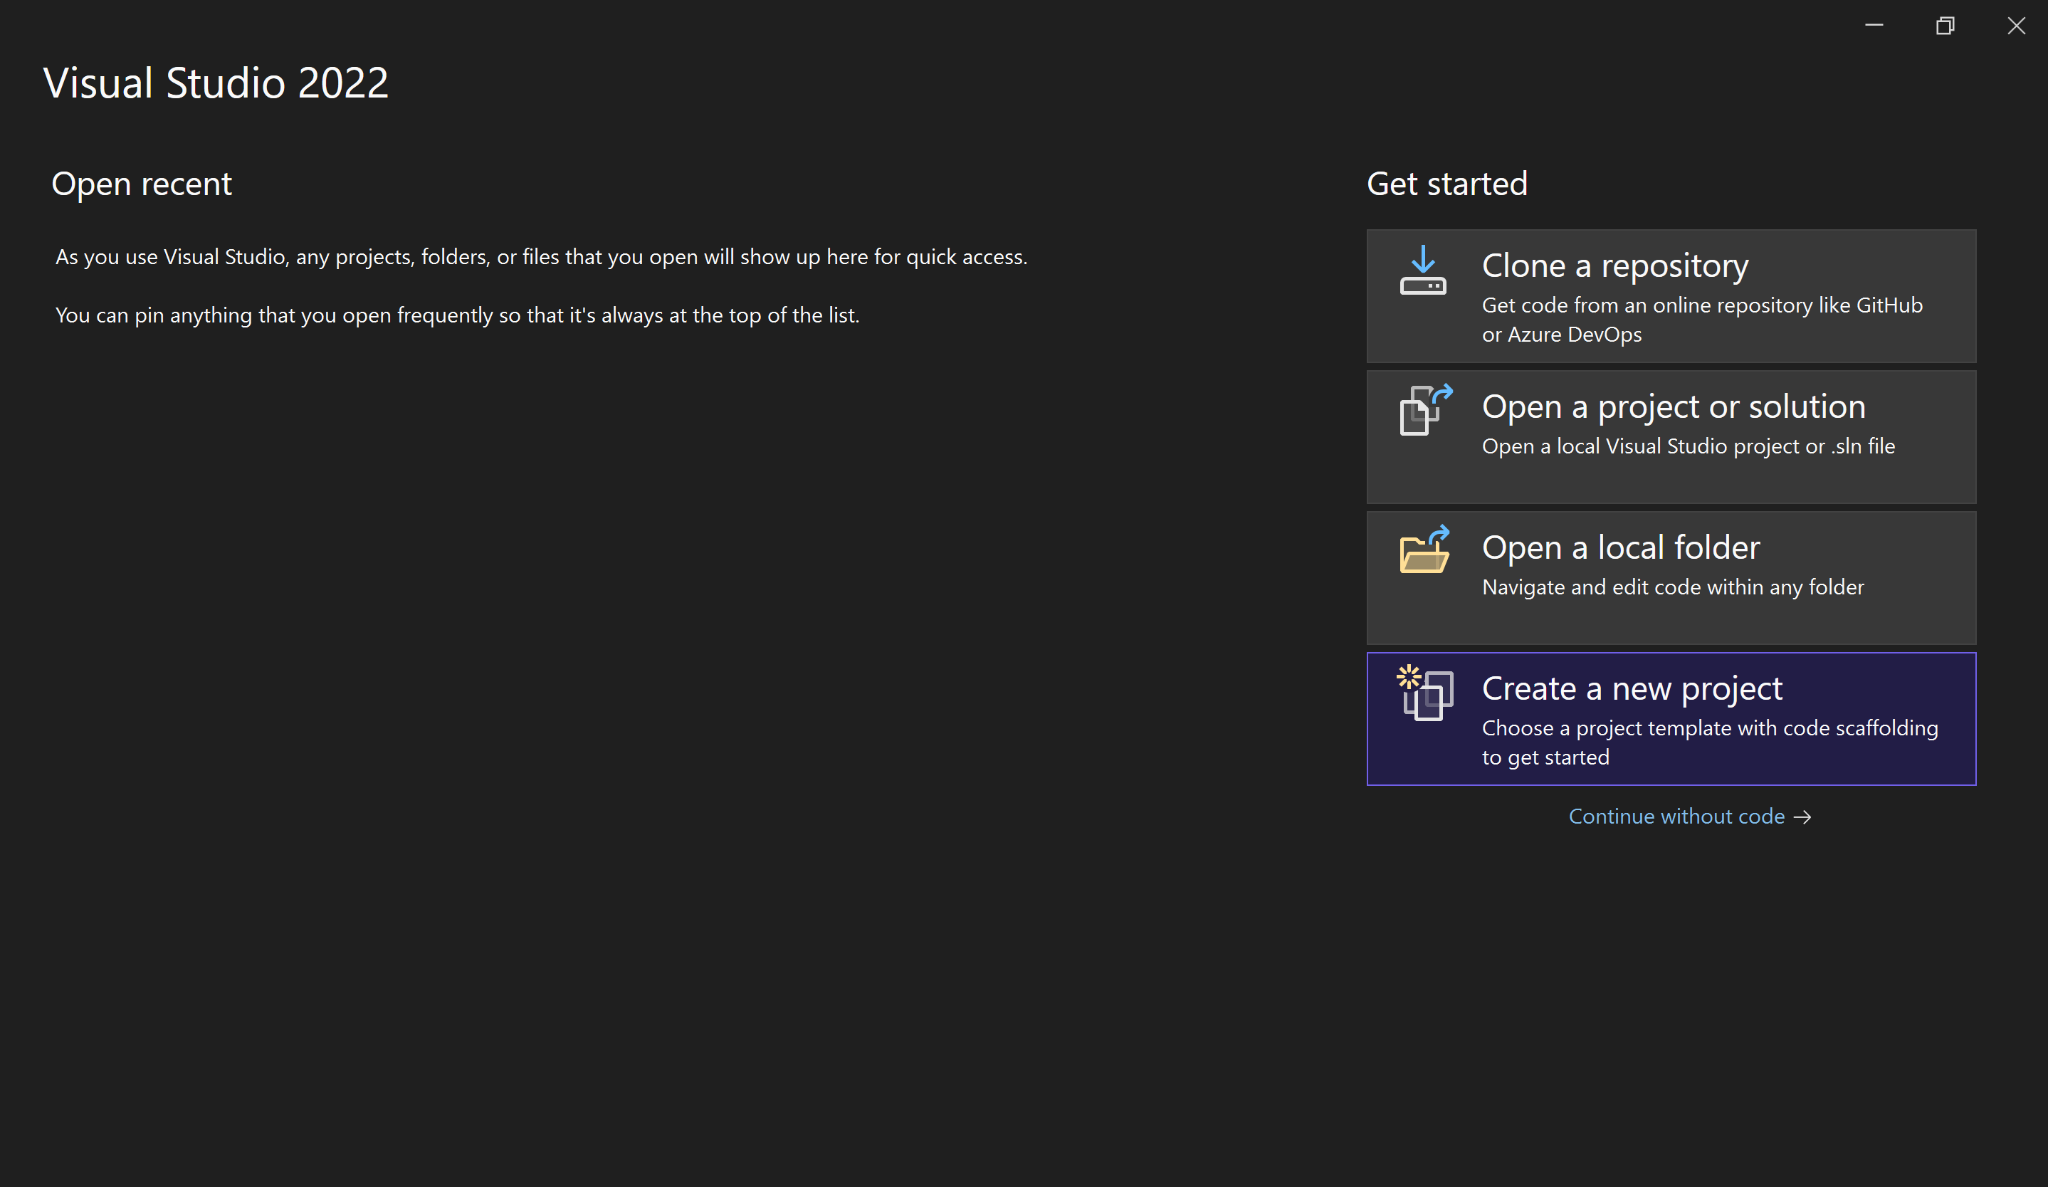 Visual Studio 2022
Open recent
As you use Visual Studio, any projects, folders, or files that you open will show up here for quick access.
You can pin anything that you open frequently so that it's always at the top of the list.
Get started
Clone a repository
Get code from an online repository like GitHub
or Azure DevOps
Open a project or solution
Open a local Visual Studio project or .sln file
Open a local folder
Navigate and edit code within any folder
Create a new project
Choose a project template with code scaffolding
to get started
Continue without code →